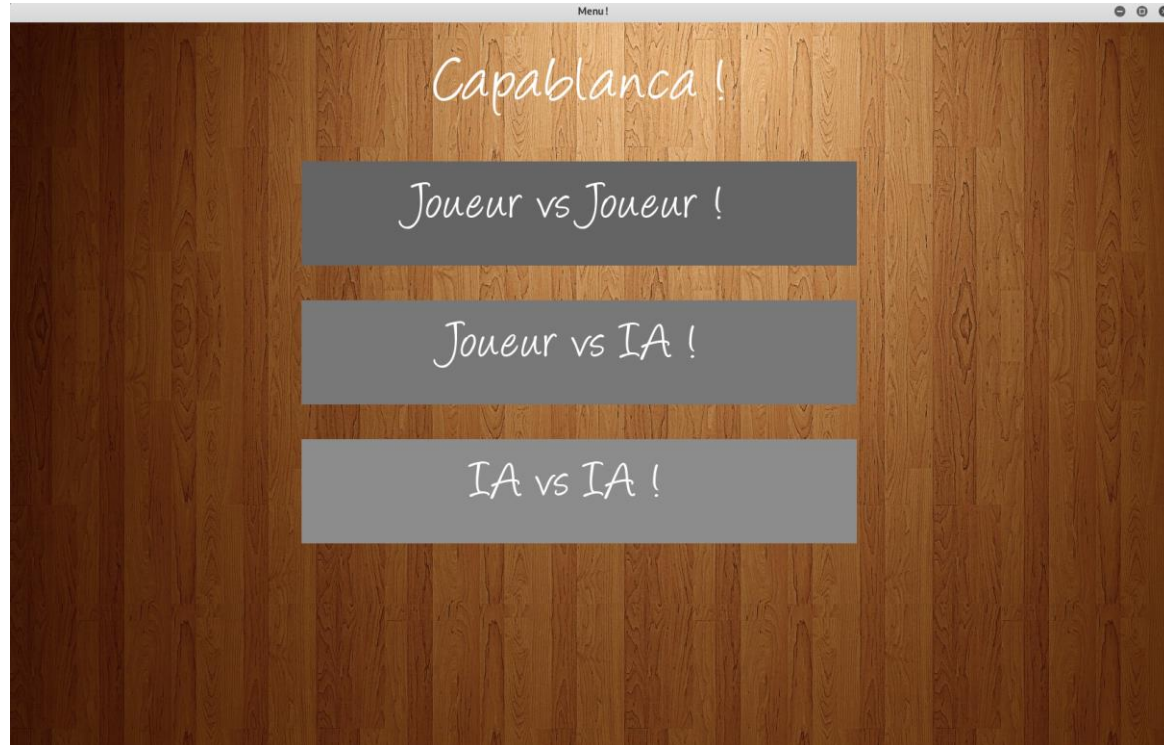 Menu !
Capablanca !
Joueur vs Joueur !
Joueur vs IA !
IA vs IA !